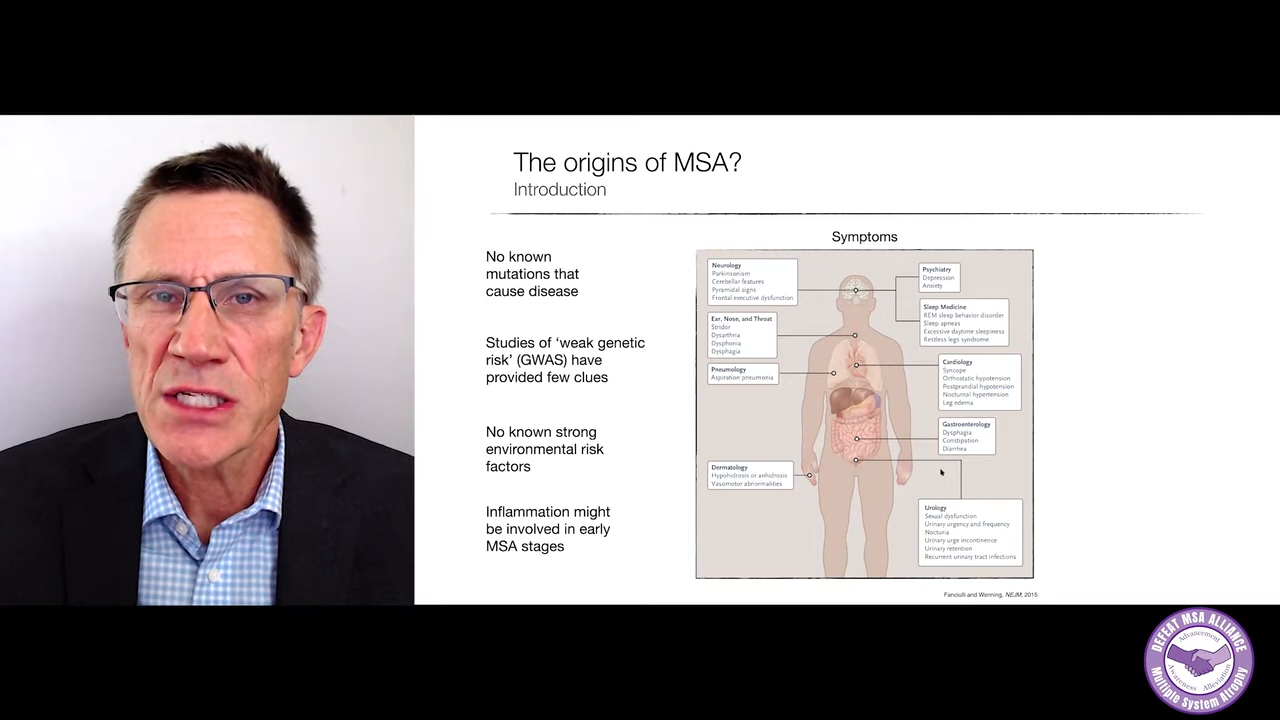 The origins of MSA?
Introduction
No known
mutations that
cause disease
Studies of ‘weak genetic
risk’ (GWAS) have
provided few clues
No known strong
environmental risk
factors
Inflammation might
be involved in early
MSA stages
Symptoms
Neurology
Parkinsonism
Cerebellar features
Pyramidal signs
Frontal executive dysfunction
Ear, Nose, and Throat
Stridor
Dysarthria
Dysphonia
Dysphagia
Pneumology
Aspiration pneumonia
Dermatology
Hypohidrosis or anhidrosis
Vasomotor abnormalities
Psychiatry
Depression
Anxiety
Sleep Medicine
REM sleep behavior disorder
Sleep apneas
Excessive daytime sleepiness
Restless legs syndrome
Cardiology
Syncope
Orthostatic hypotension
Postprandial hypotension
Nocturnal hypertension
Leg edema
Gastroenterology
Dysphagia
Constipation
Diarrhea
Urology
Sexual dysfunction
Urinary urgency and frequency
Nocturia
Urinary urge incontinence
Urinary retention
Recurrent urinary tract infections
Fanciulli and Wenning, NEJM, 2015
DEFEAT MSA ALLIANCE
Advancement
Awareness Alleviation
Multiple System Atrophy